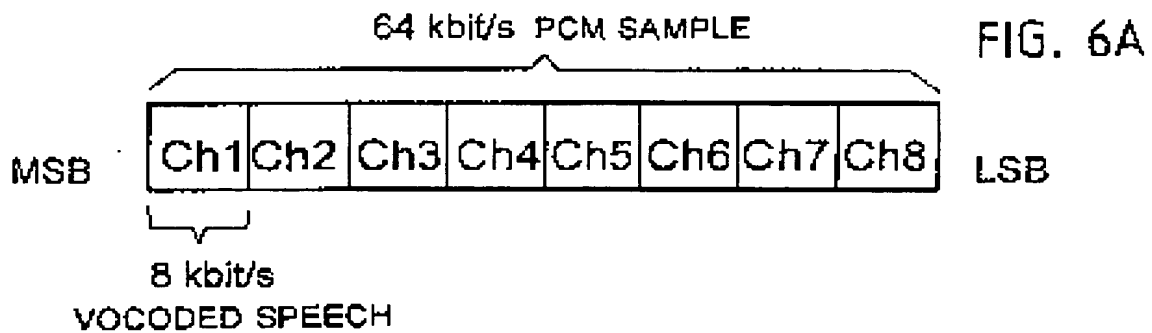 64 kbit/s PCM SAMPLE
FIG. 6A
MSB Ch1 Ch2 Ch3 Ch4 Ch5 Ch6 Ch7 Ch8 LSB
8 kbit/s
VOCODED SPEECH